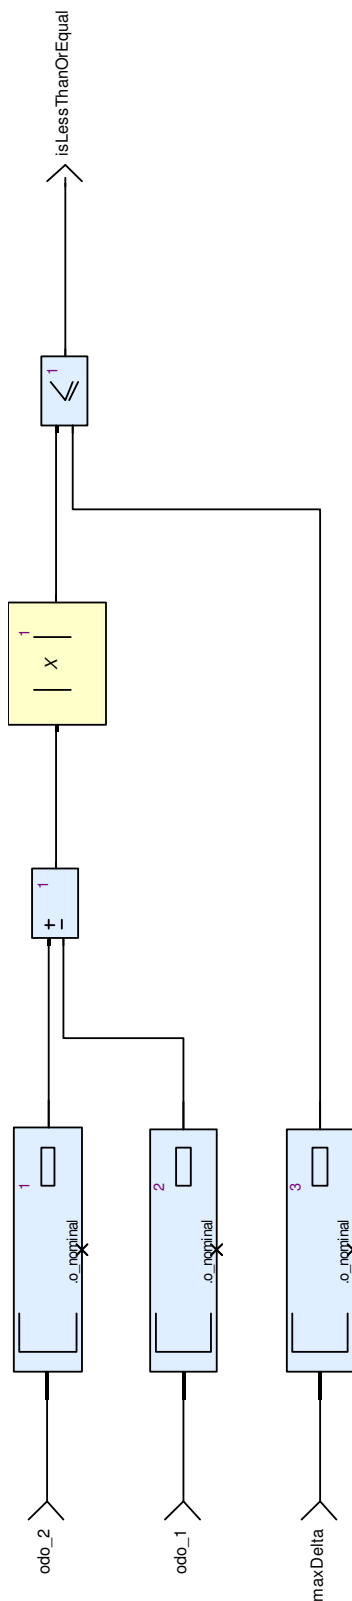 odo_2
1
.o_nominal
odo_1
2
.o_nominal
maxDelta
3
.o_nominal
1
+
−
1
| x |
1
≤
isLessThanOrEqual